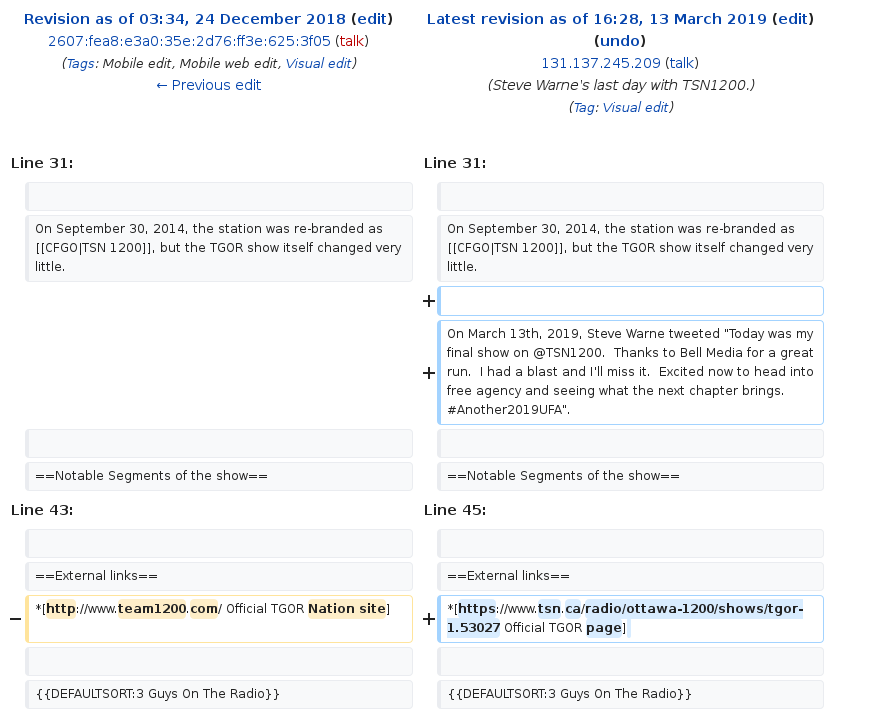 Revision as of 03:34, 24 December 2018 (edit)
2607:fea8:e3a0:35e:2d76:ff3e:625:3f05 (talk)
(Tags: Mobile edit, Mobile web edit, Visual edit)
← Previous edit
Latest revision as of 16:28, 13 March 2019 (edit)
(undo)
131.137.245.209 (talk)
(Steve Warne's last day with TSN1200.)
(Tag: Visual edit)
Line 31:
Line 31:
On September 30, 2014, the station was re-branded as
[[CFGO|TSN 1200]], but the TGOR show itself changed very
little.
On September 30, 2014, the station was re-branded as
[[CFGO|TSN 1200]], but the TGOR show itself changed very
little.
+
+
On March 13th, 2019, Steve Warne tweeted "Today was my
final show on @TSN1200.  Thanks to Bell Media for a great
run.  I had a blast and I'll miss it.  Excited now to head into
free agency and seeing what the next chapter brings.
#Another2019UFA".
==Notable Segments of the show==
==Notable Segments of the show==
Line 43:
Line 45:
==External links==
==External links==
−
*[http://www.team1200.com/ Official TGOR Nation site]
+
*[https://www.tsn.ca/radio/ottawa-1200/shows/tgor-
1.53027 Official TGOR page]
{{DEFAULTSORT:3 Guys On The Radio}}
{{DEFAULTSORT:3 Guys On The Radio}}